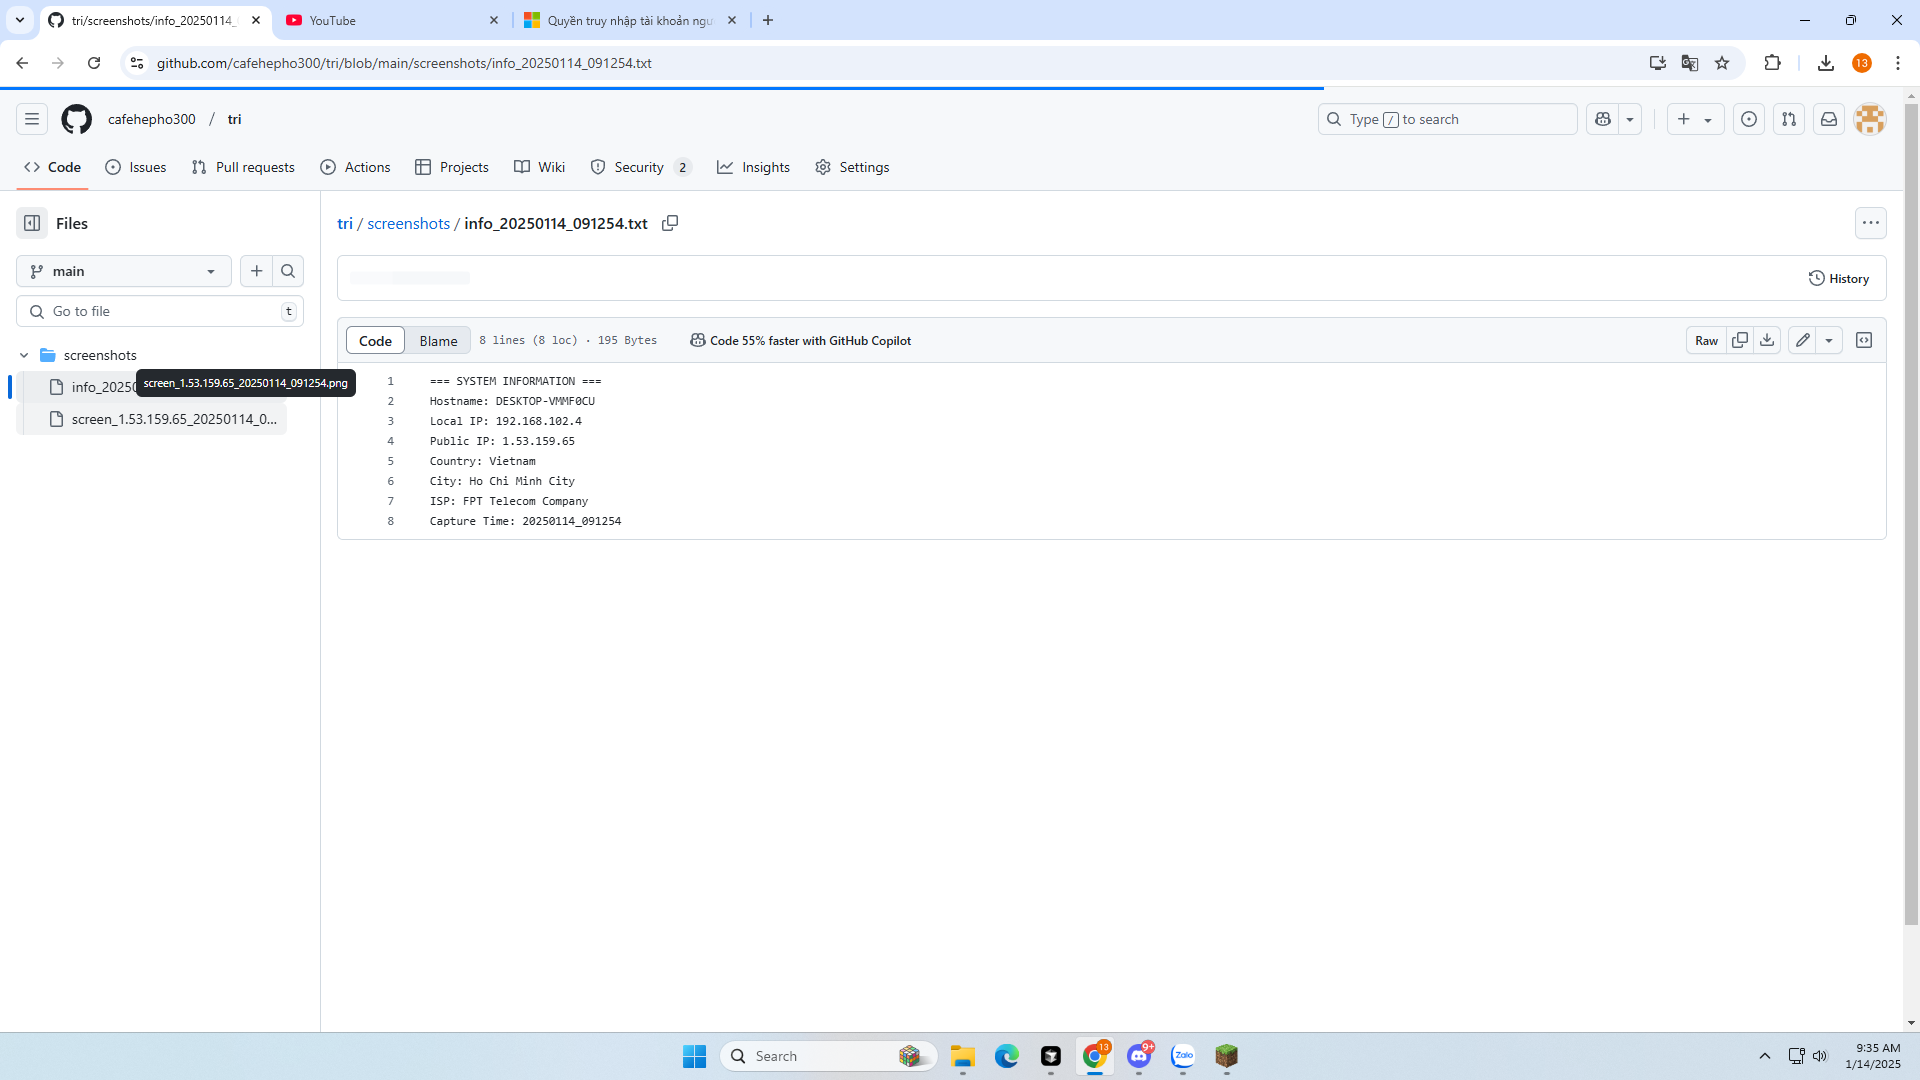 tri/screenshots/info_20250114_
YouTube
Quyền truy nhập tài khoản ngư
github.com/cafehepho300/tri/blob/main/screenshots/info_20250114_091254.txt
13
cafehepho300 / tri
Type / to search
Code
Issues
Pull requests
Actions
Projects
Wiki
Security 2
Insights
Settings
Files
tri / screenshots / info_20250114_091254.txt
main
History
Go to file
t
Code
Blame
8 lines (8 loc) · 195 Bytes
Code 55% faster with GitHub Copilot
Raw
screenshots
info_2025
screen_1.53.159.65_20250114_091254.png
screen_1.53.159.65_20250114_0...
1 === SYSTEM INFORMATION ===
2 Hostname: DESKTOP-VMMF0CU
3 Local IP: 192.168.102.4
4 Public IP: 1.53.159.65
5 Country: Vietnam
6 City: Ho Chi Minh City
7 ISP: FPT Telecom Company
8 Capture Time: 20250114_091254
Search
13
9+
Zalo
9:35 AM
1/14/2025